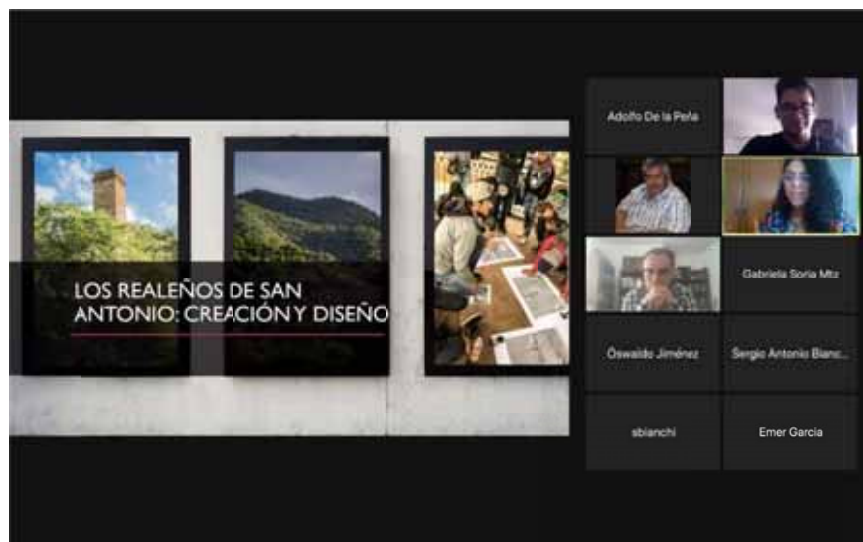 LOS REALEÑOS DE SAN
ANTONIO: CREACIÓN Y DISEÑO
Adolfo De la Peña
Gabriela Soria Mtz
Oswaldo Jiménez
Sergio Antonio Bianc...
sbianchi
Emer Garcia